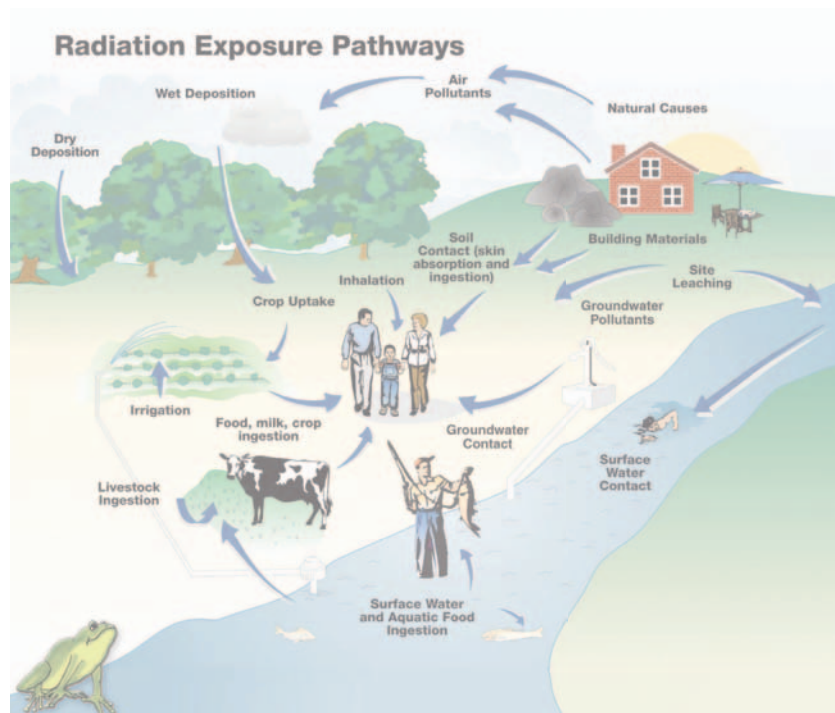 Radiation Exposure Pathways
Air
Pollutants
Wet Deposition
Natural Causes
Dry
Deposition
Soil
Contact (skin
absorption and
ingestion)
Building Materials
Inhalation
Site
Leaching
Crop Uptake
Groundwater
Pollutants
Irrigation
Food, milk, crop
ingestion
Groundwater
Contact
Surface
Water
Contact
Livestock
Ingestion
Surface Water
and Aquatic Food
Ingestion